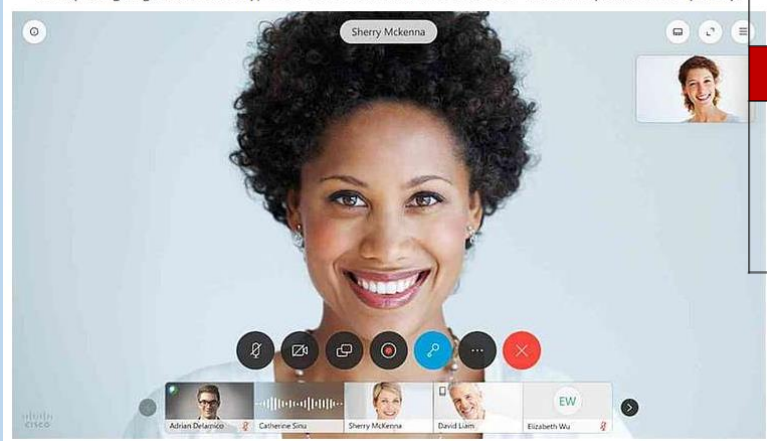 Sherry Mckenna
EW
Adrian Delamico
Catherine Sinu
Sherry McKenna
David Liam
Elizabeth Wu
cisco